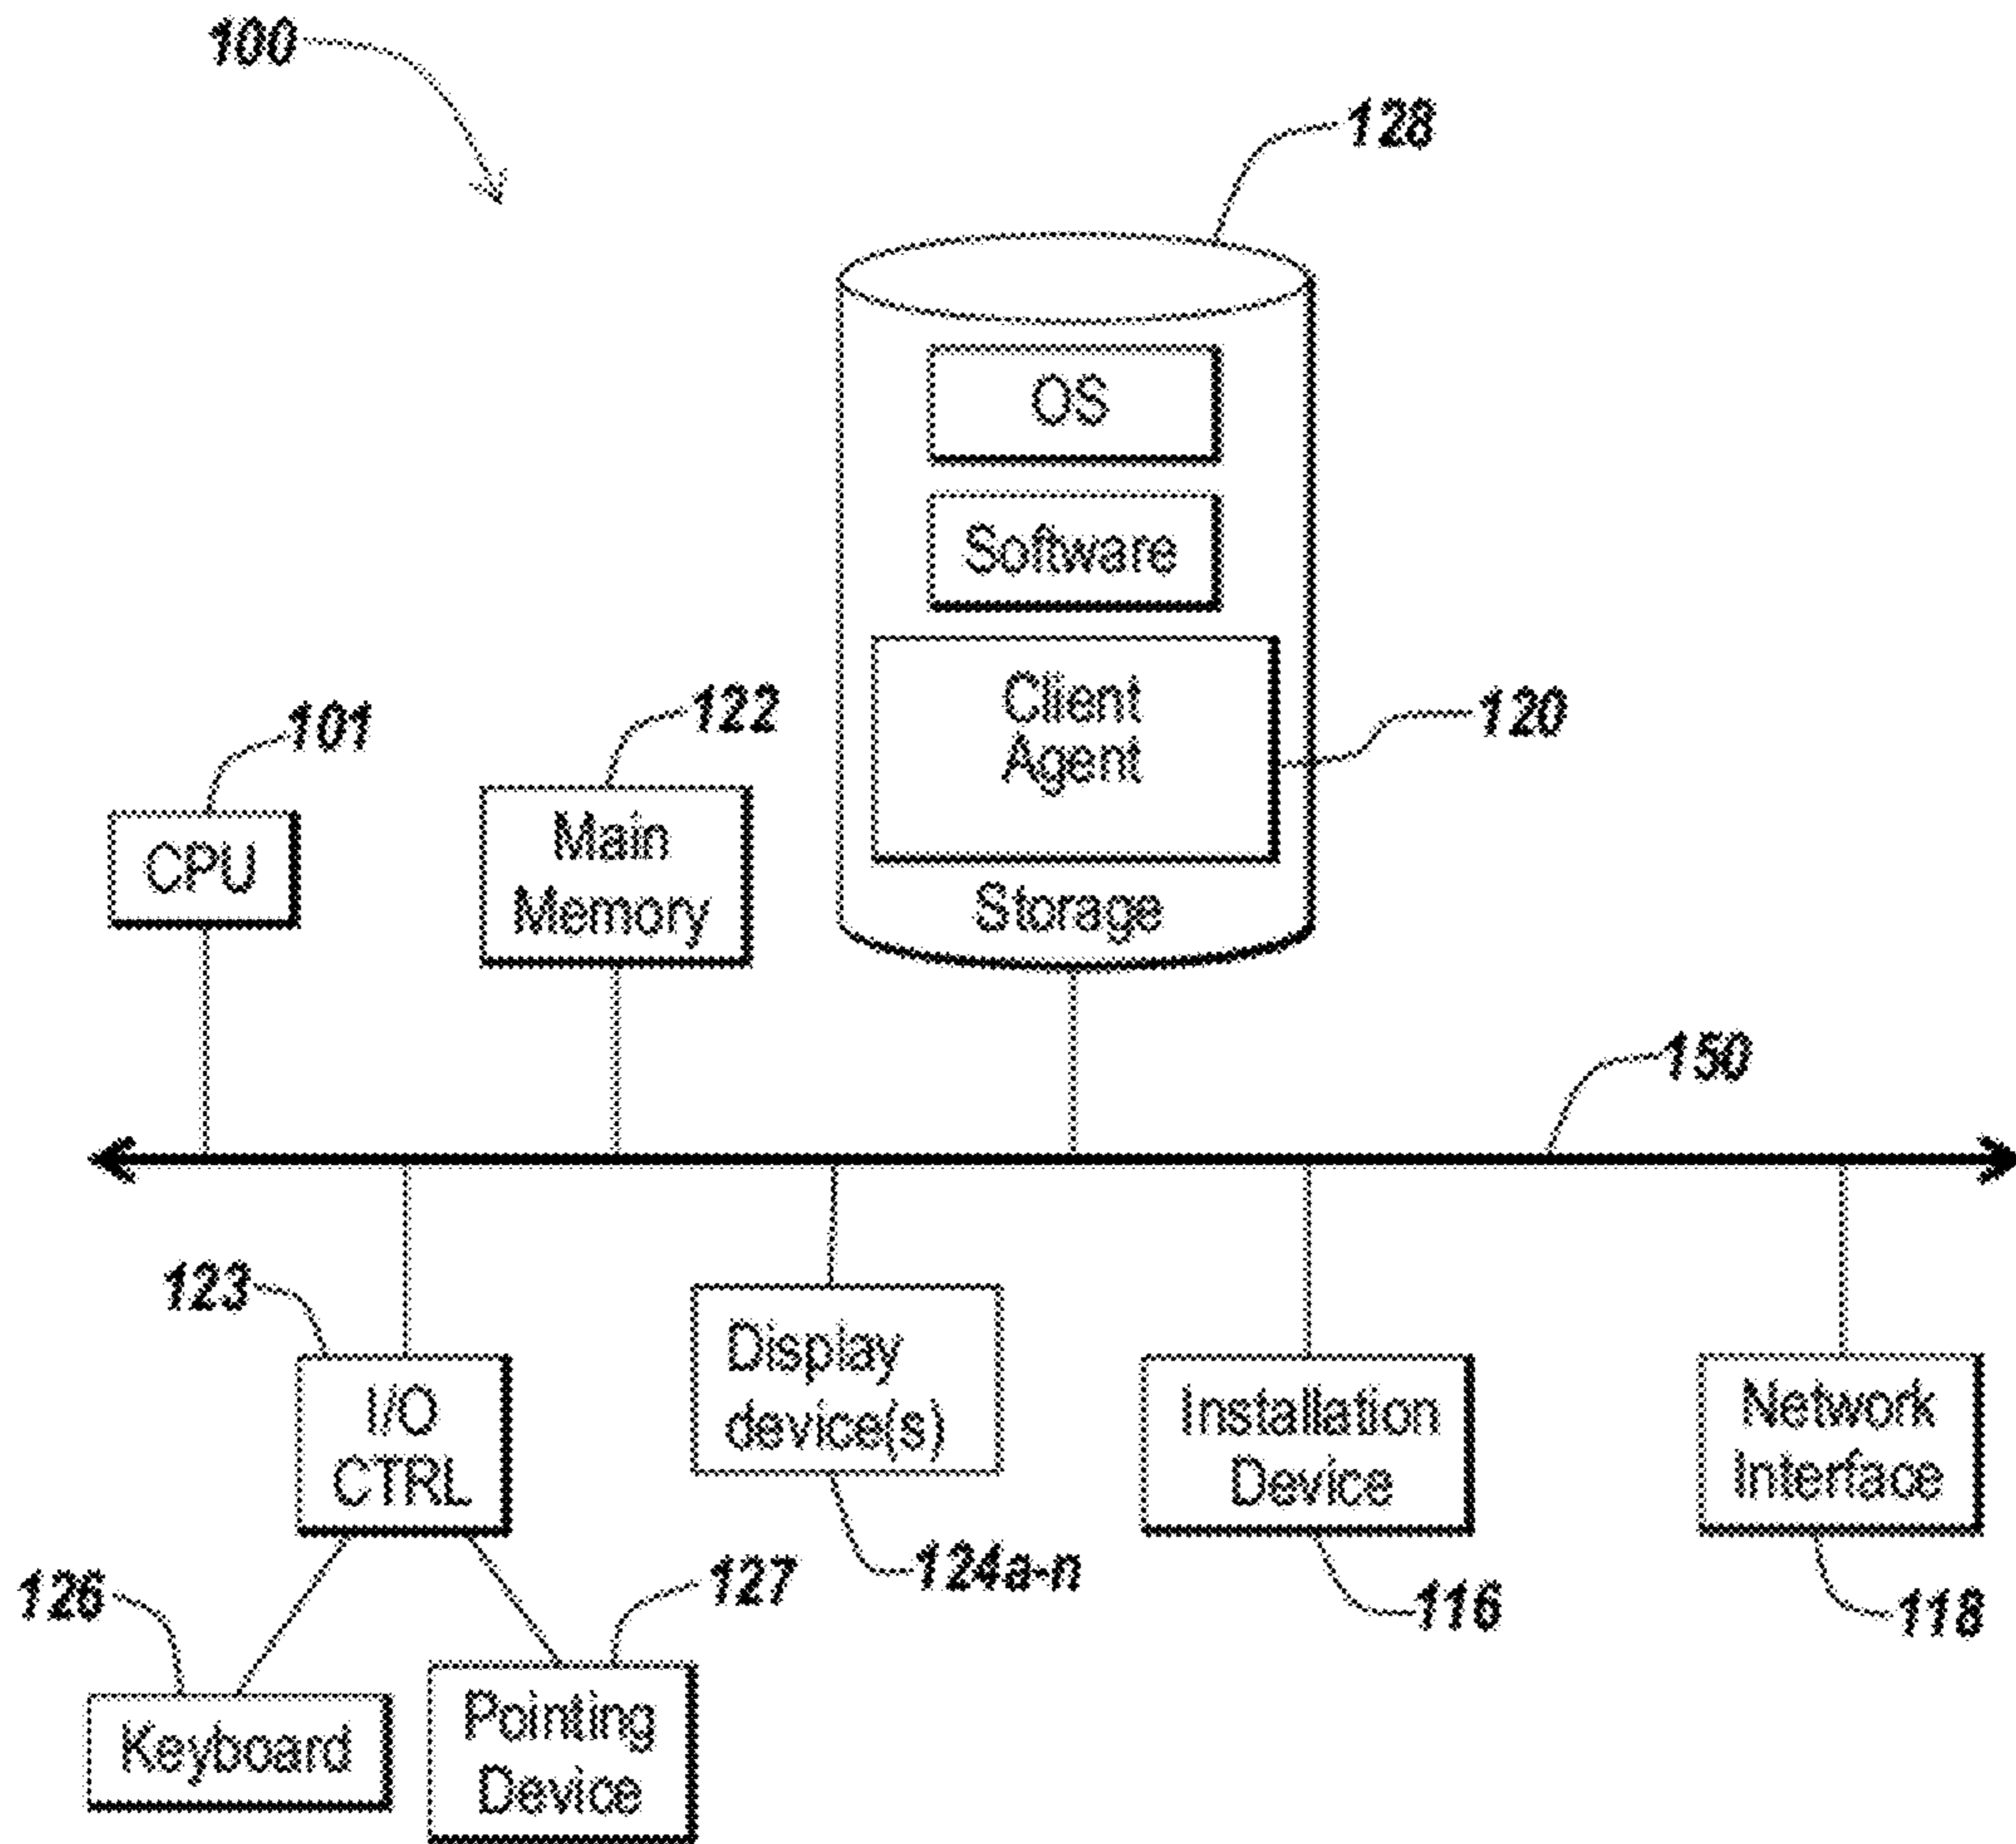 100
128
OS
Software
Client
Agent
120
Storage
101
CPU
122
Main
Memory
150
123
I/O
CTRL
Display
device(s)
124a-n
Installation
Device
116
Network
Interface
118
126
Keyboard
127
Pointing
Device